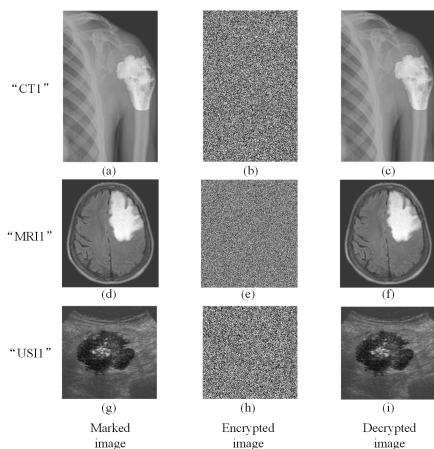 “CT1”
(a)
(b)
(c)
“MRI1”
(d)
(e)
(f)
“USI1”
(g)
(h)
(i)
Marked
image
Encrypted
image
Decrypted
image